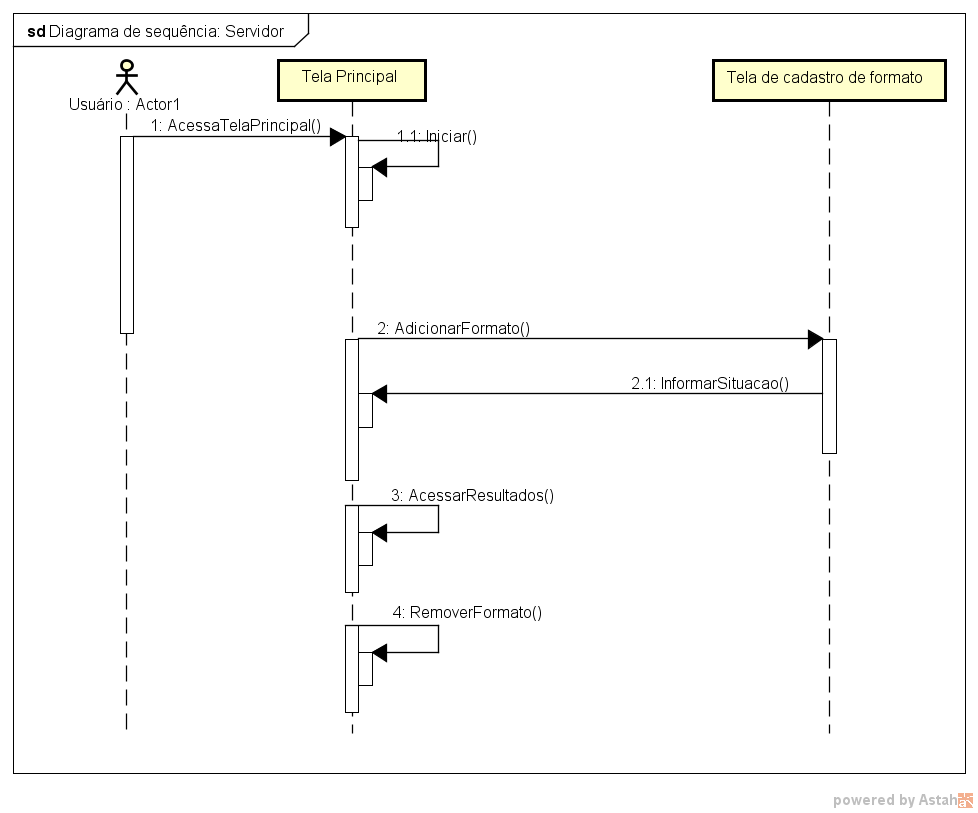 sd Diagrama de sequência: Servidor
Usuário : Actor1
Tela Principal
Tela de cadastro de formato
1: AcessaTelaPrincipal()
1.1: Iniciar()
2: AdicionarFormato()
2.1: InformarSituacao()
3: AcessarResultados()
4: RemoverFormato()
powered by Astah